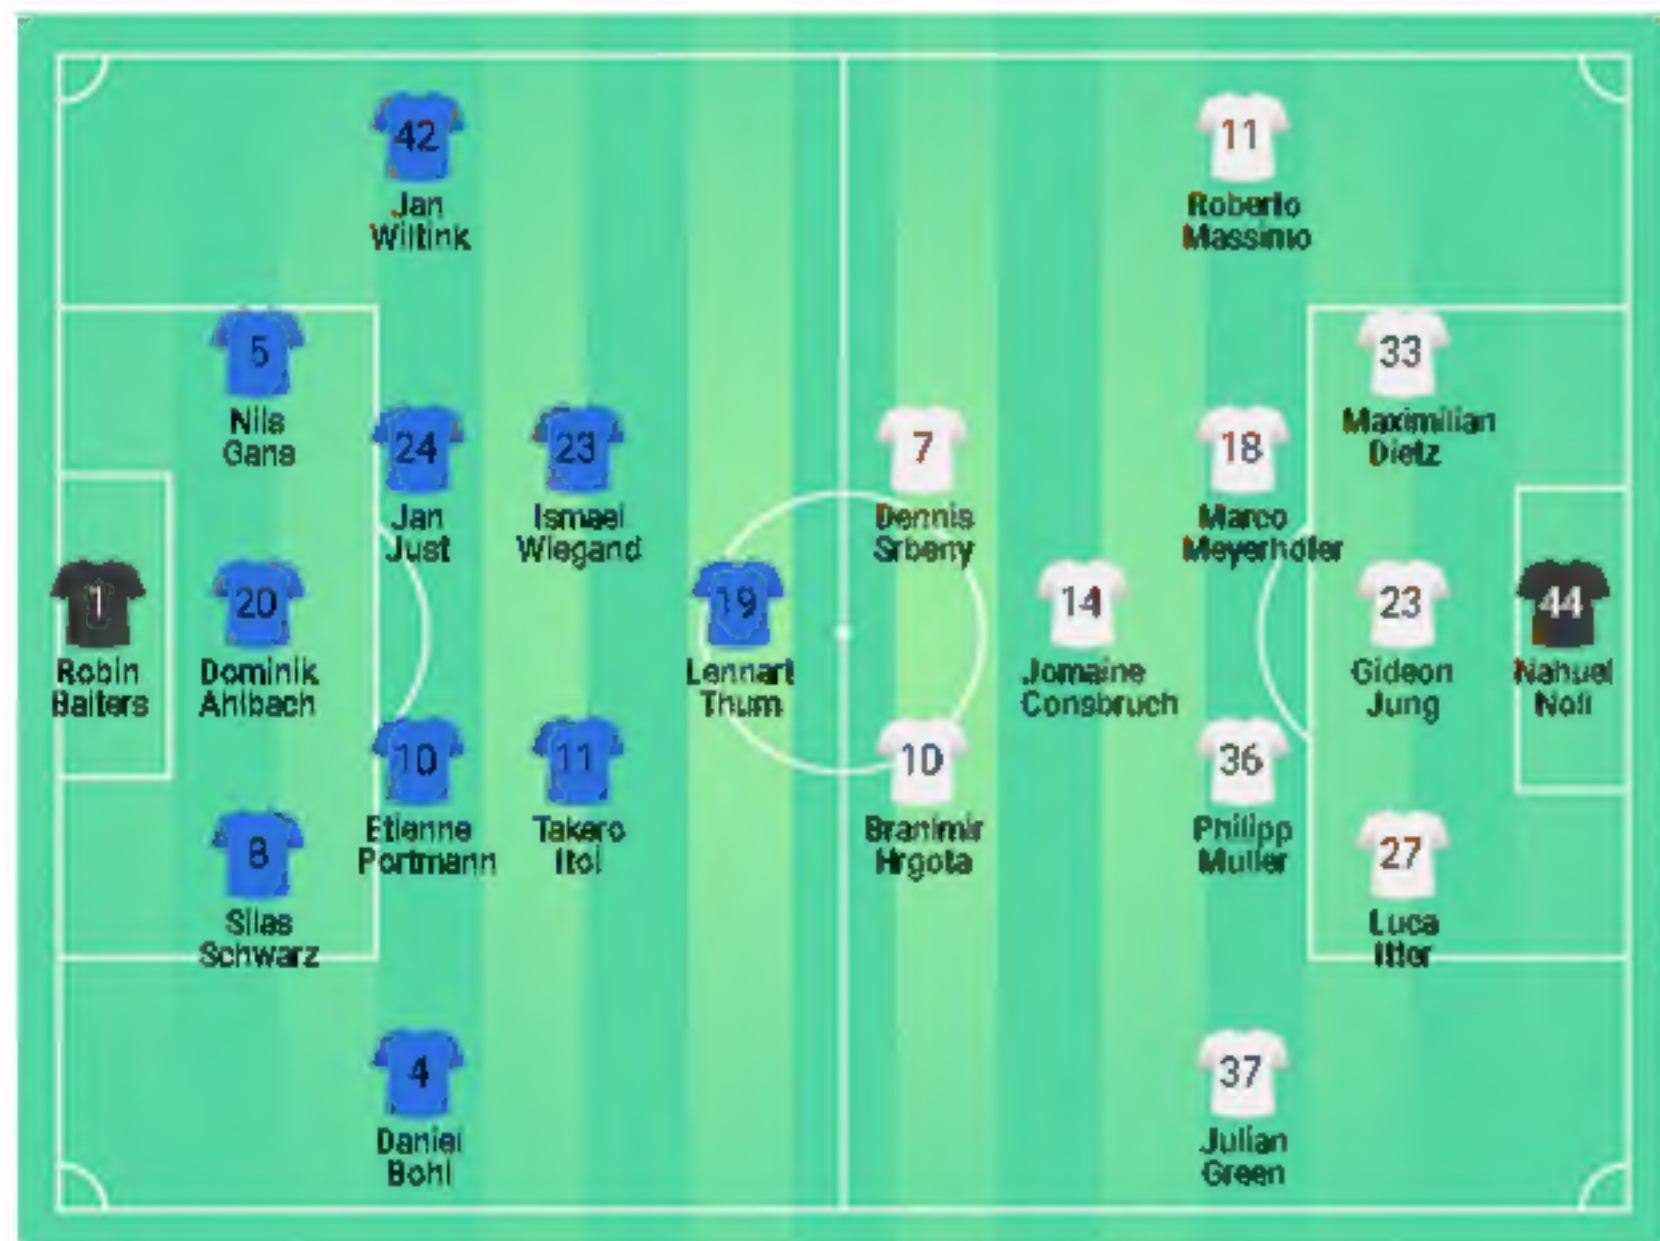 42
Jan
Wiltink
11
Roberto
Massimo
5
Nils
Gans
33
Maximilian
Dietz
24
Jan
Just
23
Ismael
Wiegand
7
Dennis
Srbeny
18
Marco
Meyerhöfer
1
Robin
Balters
20
Dominik
Ahlbach
19
Lennart
Thum
14
Jomaine
Consbruch
23
Gideon
Jung
44
Nahuel
Noll
10
Etienne
Portmann
11
Takero
Itoi
10
Branimir
Hrgota
36
Philipp
Müller
8
Silas
Schwarz
27
Luca
Itter
4
Daniel
Bohl
37
Julian
Green